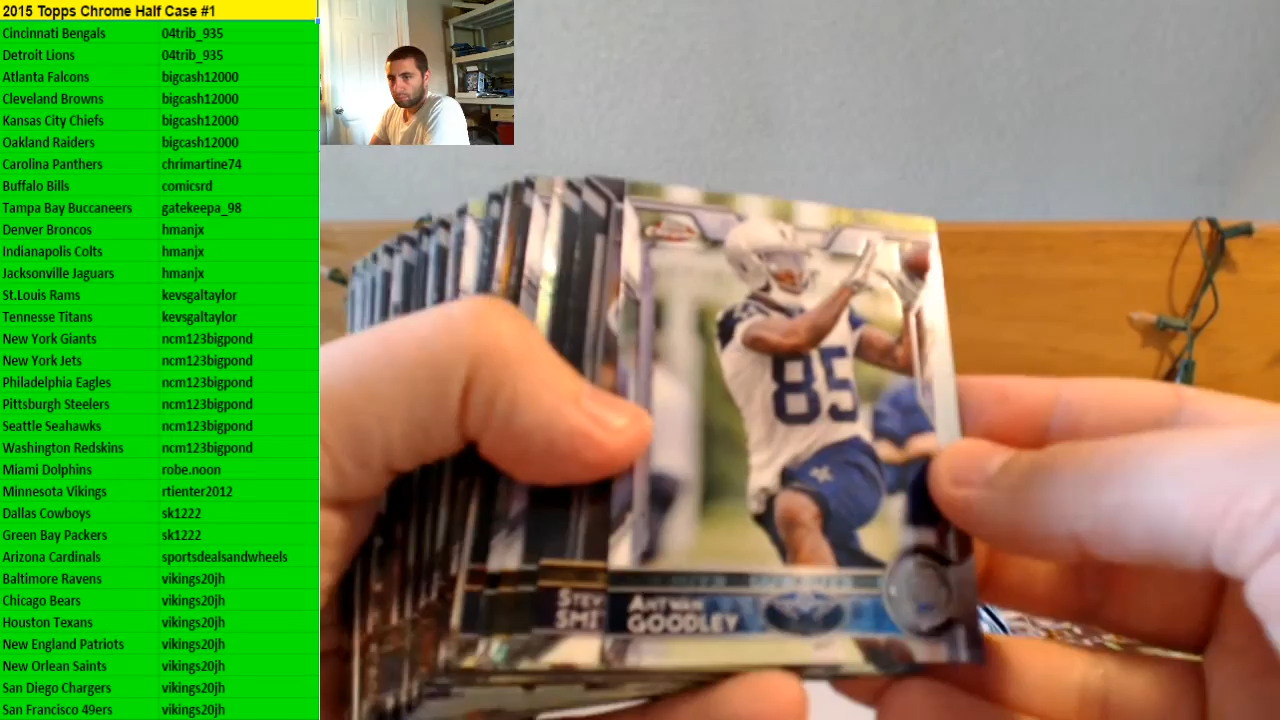 2015 Topps Chrome Half Case #1
Cincinnati Bengals 04trib_935
Detroit Lions 04trib_935
Atlanta Falcons bigcash12000
Cleveland Browns bigcash12000
Kansas City Chiefs bigcash12000
Oakland Raiders bigcash12000
Carolina Panthers chrimartine74
Buffalo Bills comicsrd
Tampa Bay Buccaneers gatekeepa_98
Denver Broncos hmanjx
Indianapolis Colts hmanjx
Jacksonville Jaguars hmanjx
St.Louis Rams kevsgaltaylor
Tennesse Titans kevsgaltaylor
New York Giants ncm123bigpond
New York Jets ncm123bigpond
Philadelphia Eagles ncm123bigpond
Pittsburgh Steelers ncm123bigpond
Seattle Seahawks ncm123bigpond
Washington Redskins ncm123bigpond
Miami Dolphins robe.noon
Minnesota Vikings rtienter2012
Dallas Cowboys sk1222
Green Bay Packers sk1222
Arizona Cardinals sportsdealsandwheels
Baltimore Ravens vikings20jh
Chicago Bears vikings20jh
Houston Texans vikings20jh
New England Patriots vikings20jh
New Orlean Saints vikings20jh
San Diego Chargers vikings20jh
San Francisco 49ers vikings20jh
85
STEV
SMI
ANTWAN
GOODLEY